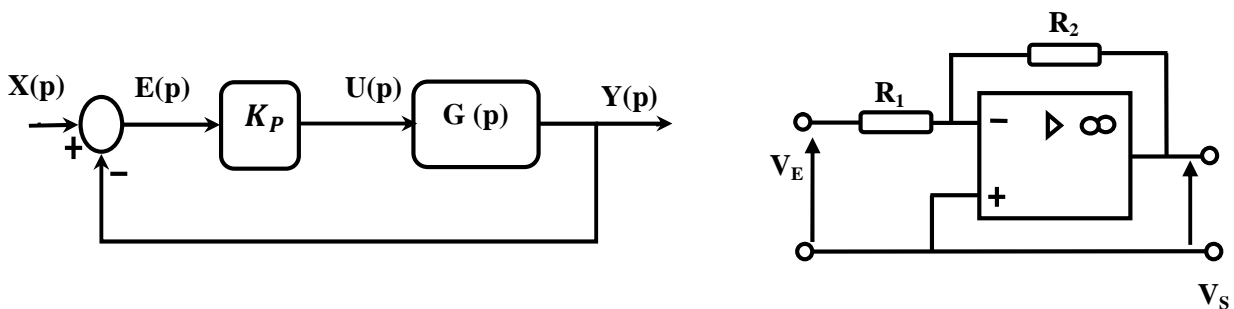 X(p) E(p) K_P U(p) G (p) Y(p)
+
−
R₂
R₁
− ▷ ∞
V_E
+
V_S